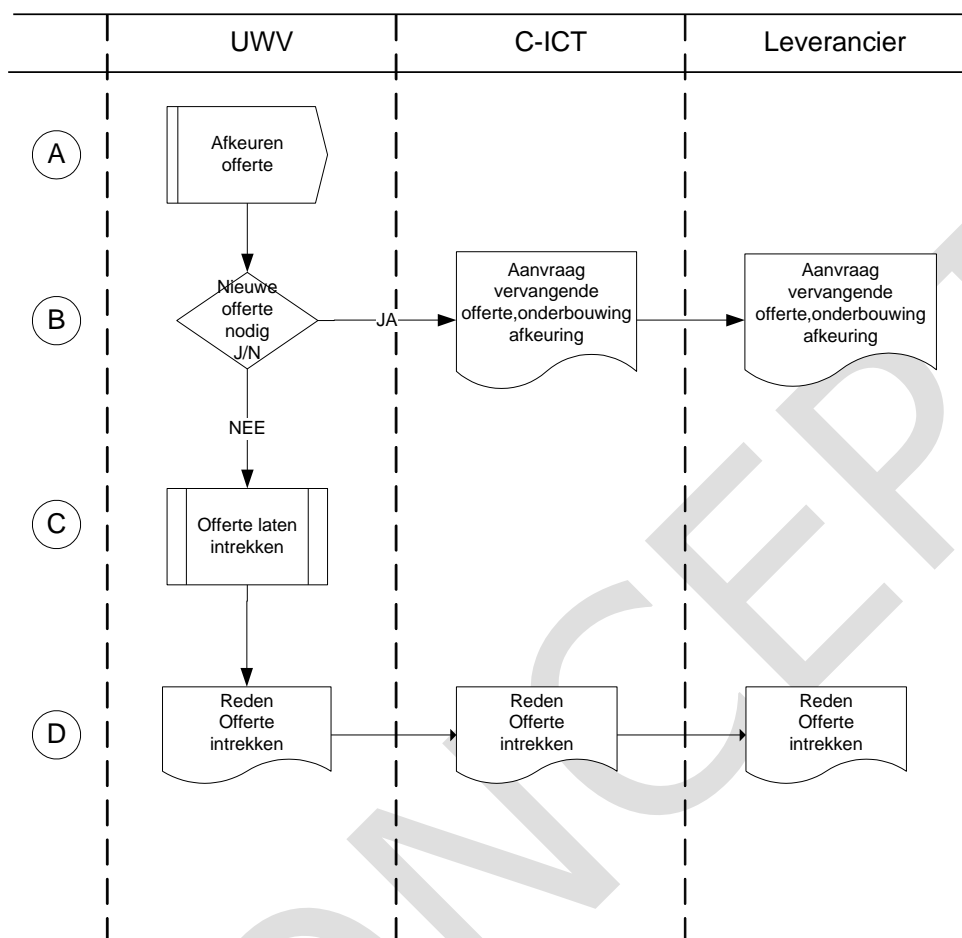 UWV
C-ICT
Leverancier
A
Afkeuren
offerte
B
Nieuwe
offerte
nodig
J/N
JA
Aanvraag
vervangende
offerte,onderbouwing
afkeuring
Aanvraag
vervangende
offerte,onderbouwing
afkeuring
NEE
C
Offerte laten
intrekken
D
Reden
Offerte
intrekken
Reden
Offerte
intrekken
Reden
Offerte
intrekken
ONCEPT